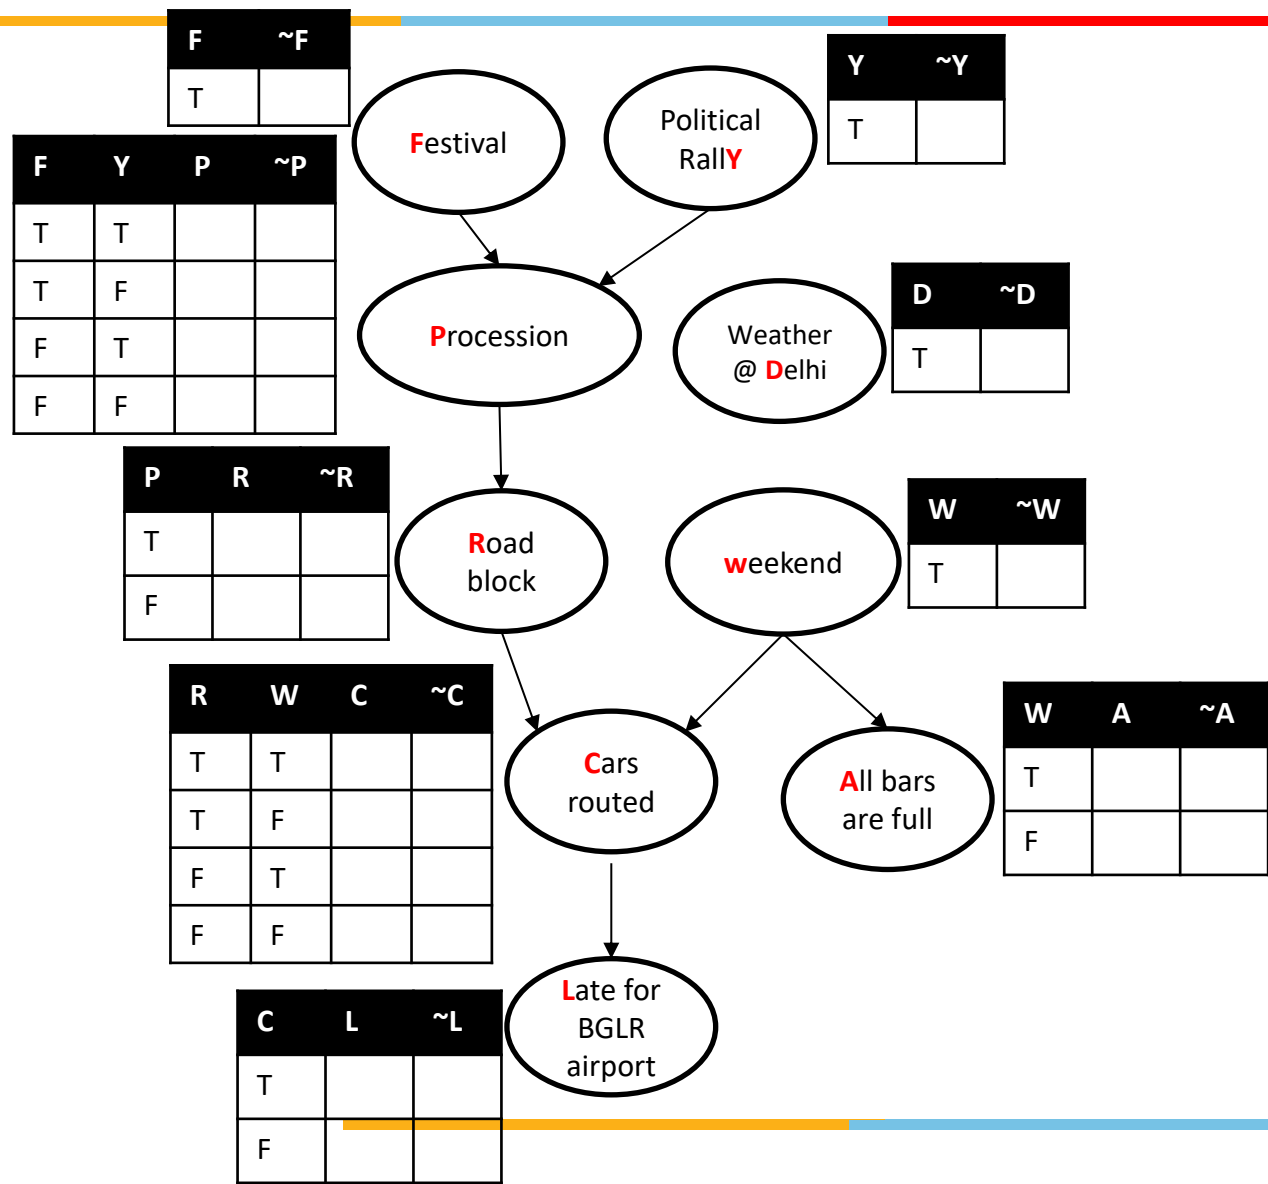 F ~F
T
Festival
Political
RallY
Y ~Y
T
F Y P ~P
T T
T F
F T
F F
Procession
Weather
@ Delhi
D ~D
T
P R ~R
T
F
Road
block
weekend
W ~W
T
R W C ~C
T T
T F
F T
F F
Cars
routed
All bars
are full
W A ~A
T
F
C L ~L
T
F
Late for
BGLR
airport